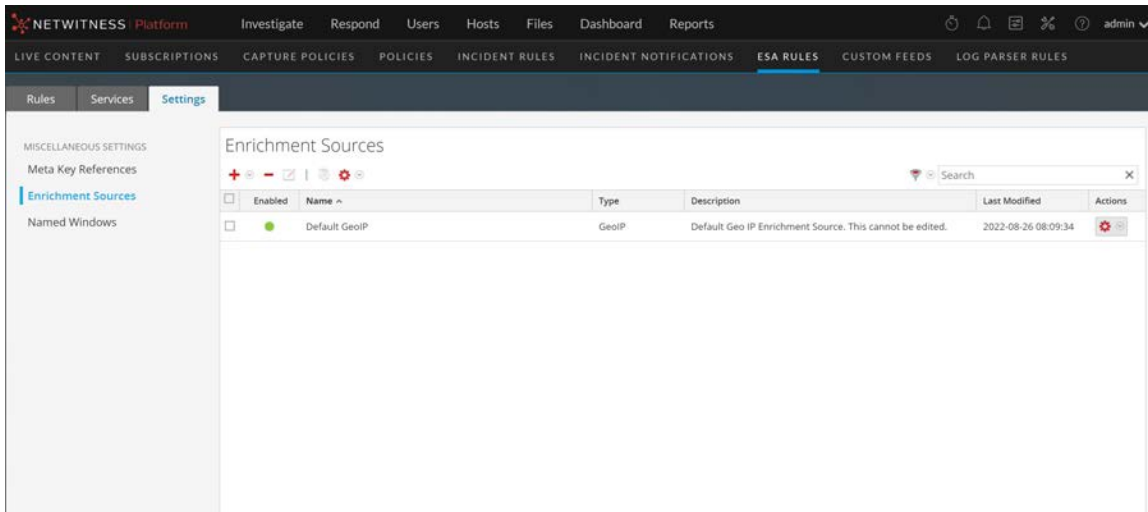 NETWITNESS Platform Investigate Respond Users Hosts Files Dashboard Reports admin
LIVE CONTENT SUBSCRIPTIONS CAPTURE POLICIES POLICIES INCIDENT RULES INCIDENT NOTIFICATIONS ESA RULES CUSTOM FEEDS LOG PARSER RULES
Rules Services Settings
MISCELLANEOUS SETTINGS
Meta Key References
Enrichment Sources
Named Windows
Enrichment Sources
Search
Enabled Name Type Description Last Modified Actions
Default GeoIP GeoIP Default Geo IP Enrichment Source. This cannot be edited. 2022-08-26 08:09:34